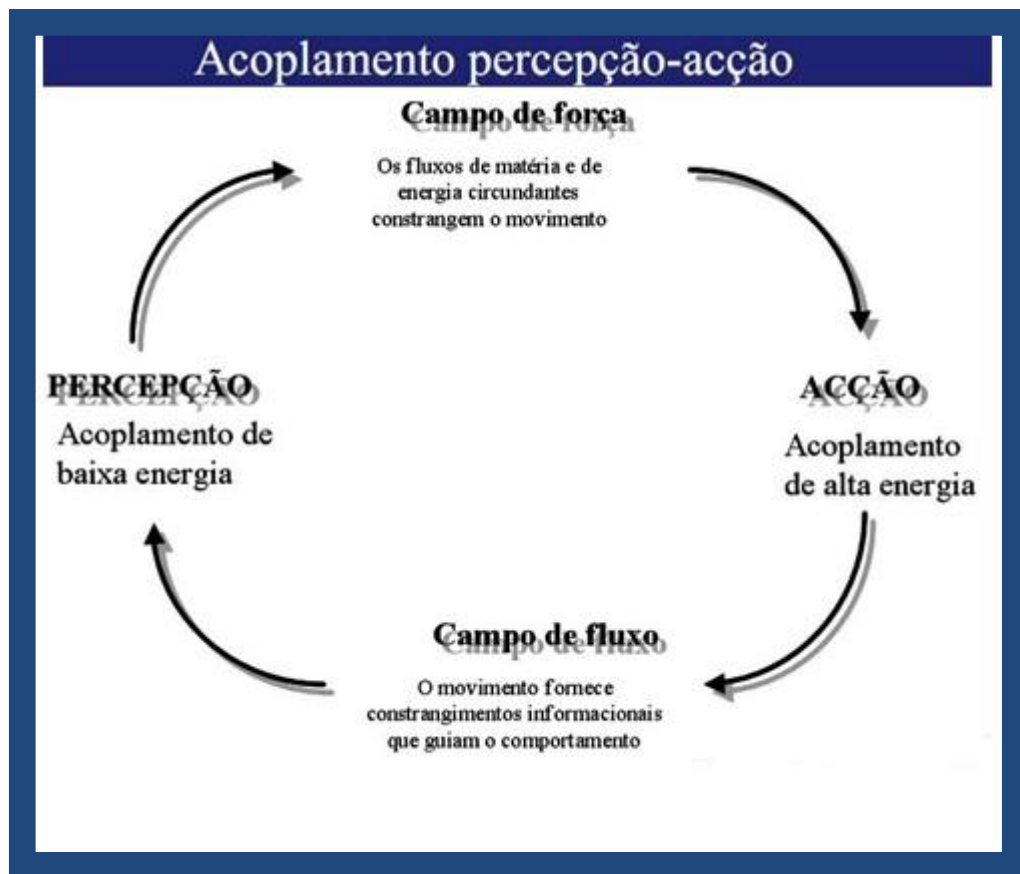 Acoplamento percepção-acção
Campo de força
Os fluxos de matéria e de
energia circundantes
constrangem o movimento
PERCEPÇÃO
Acoplamento de
baixa energia
ACÇÃO
Acoplamento
de alta energia
Campo de fluxo
O movimento fornece
constrangimentos informacionais
que guiam o comportamento